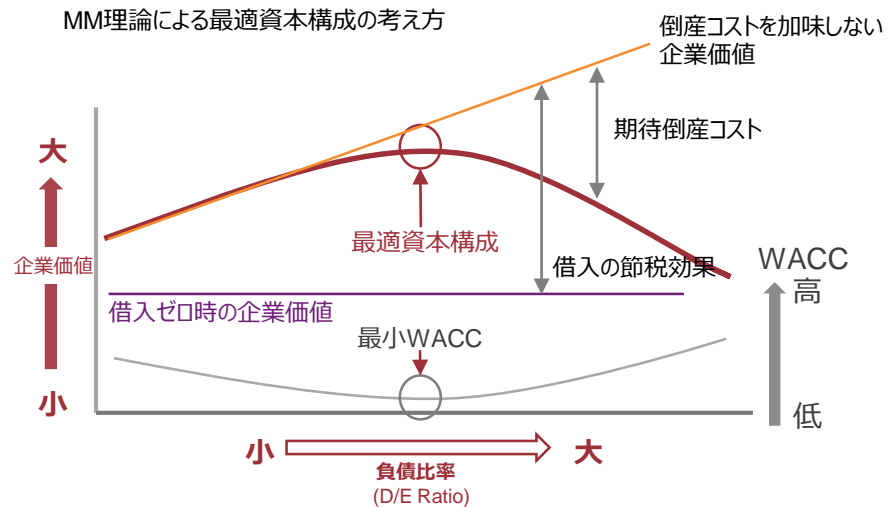 MM理論による最適資本構成の考え方
倒産コストを加味しない
企業価値
期待倒産コスト
大
最適資本構成
企業価値
借入の節税効果
WACC
高
借入ゼロ時の企業価値
最小WACC
小
低
小
大
負債比率
(D/E Ratio)